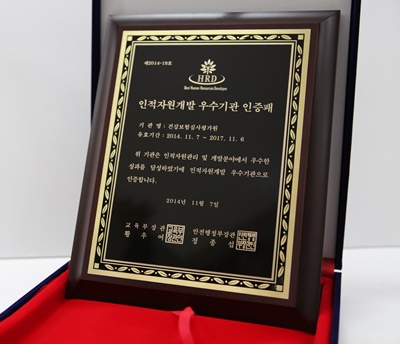 제2014-19호
HRD
Best Human Resources Developer
인적자원개발 우수기관 인증패
기 관 명 : 건강보험심사평가원
유효기간 : 2014. 11. 7 ~ 2017. 11. 6
위 기관은 인적자원관리 및 개발분야에서 우수한
성과를 달성하였기에 인적자원개발 우수기관으로
인증합니다.
2014년 11월 7일
교육부장관 안전행정부장관
황우여 정종섭